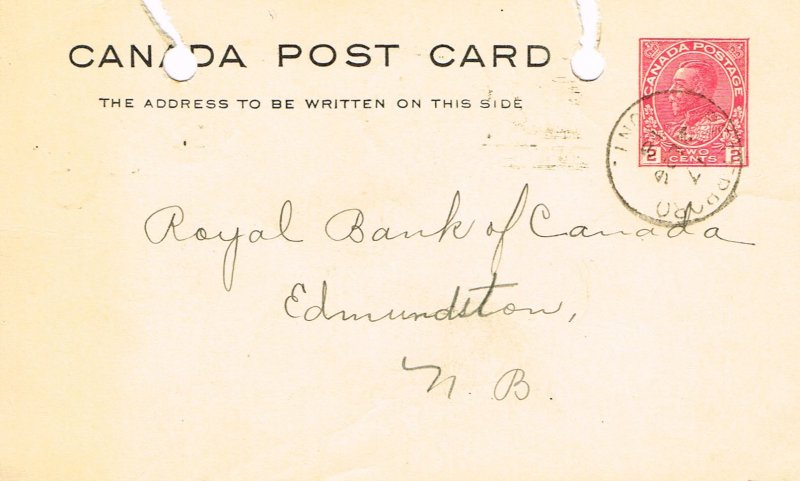 CANADA POST CARD
THE ADDRESS TO BE WRITTEN ON THIS SIDE
CANADA POSTAGE
2 TWO CENTS 2
ONT.
Royal Bank of Canada
Edmundston,
N. B.